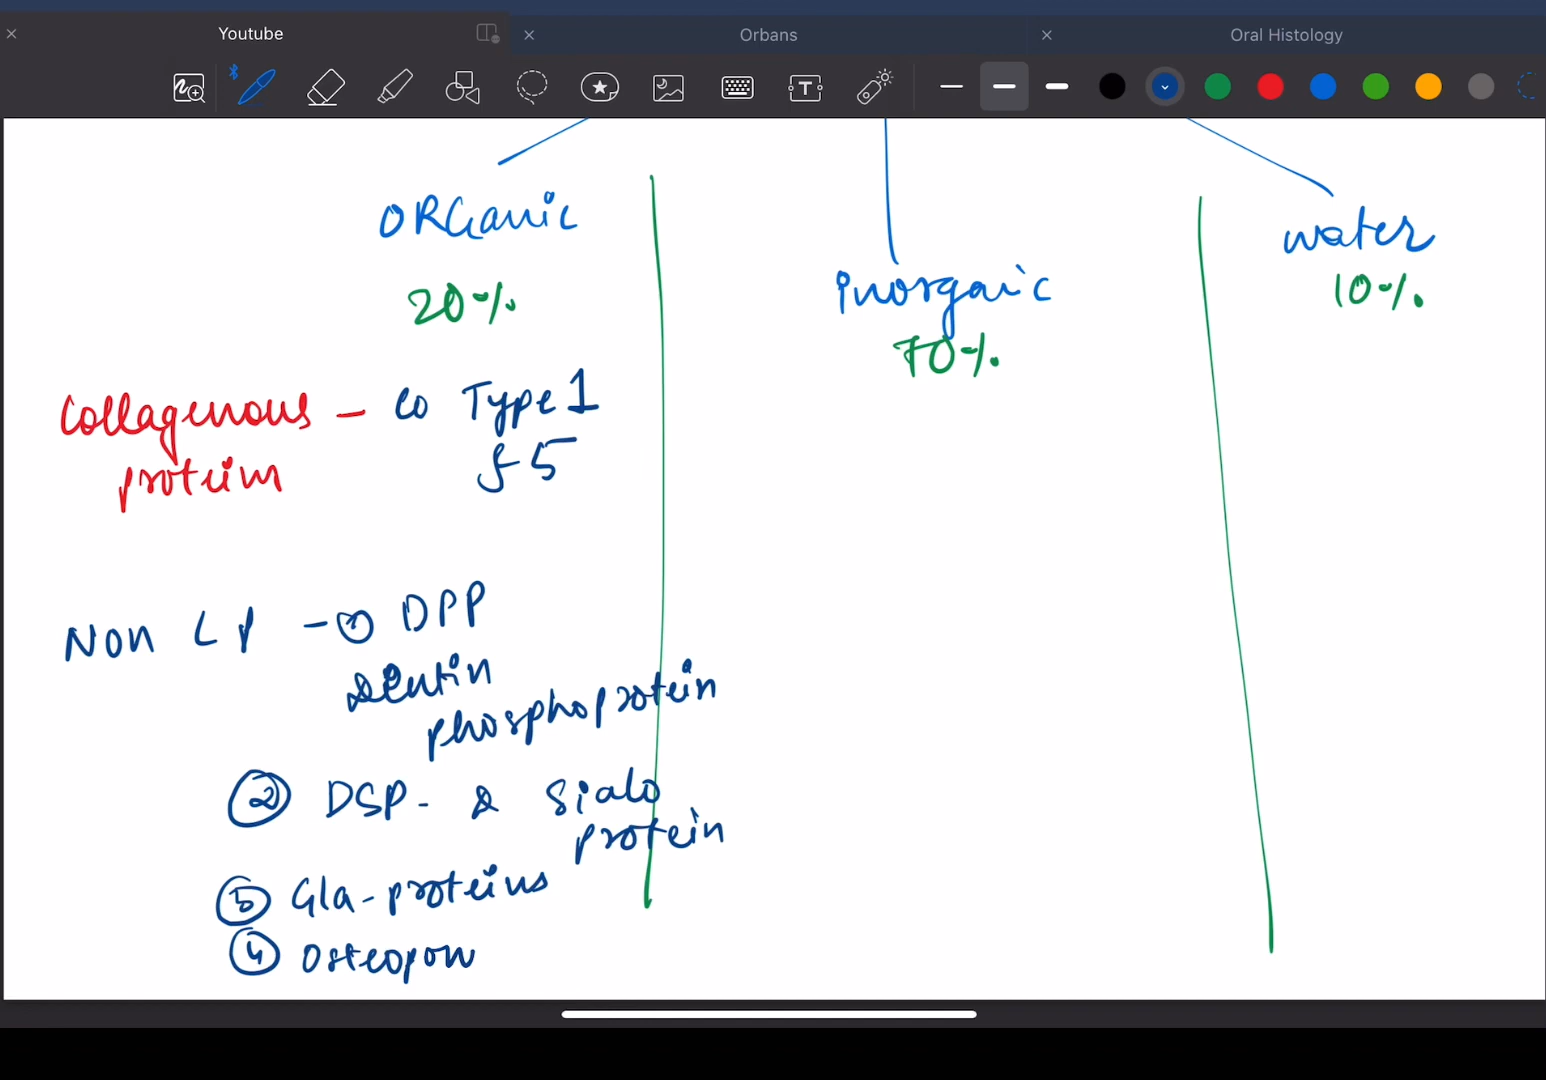 Youtube
Orbans
Oral Histology
ORGanic
20%
inorganic
70%
water
10%
Collagenous - Co Type 1
protein
& 5
Non CP - ① DPP
Dentin
phosphoprotein
② DSP - D Sialo
protein
③ Gla-proteins
④ Osteopon